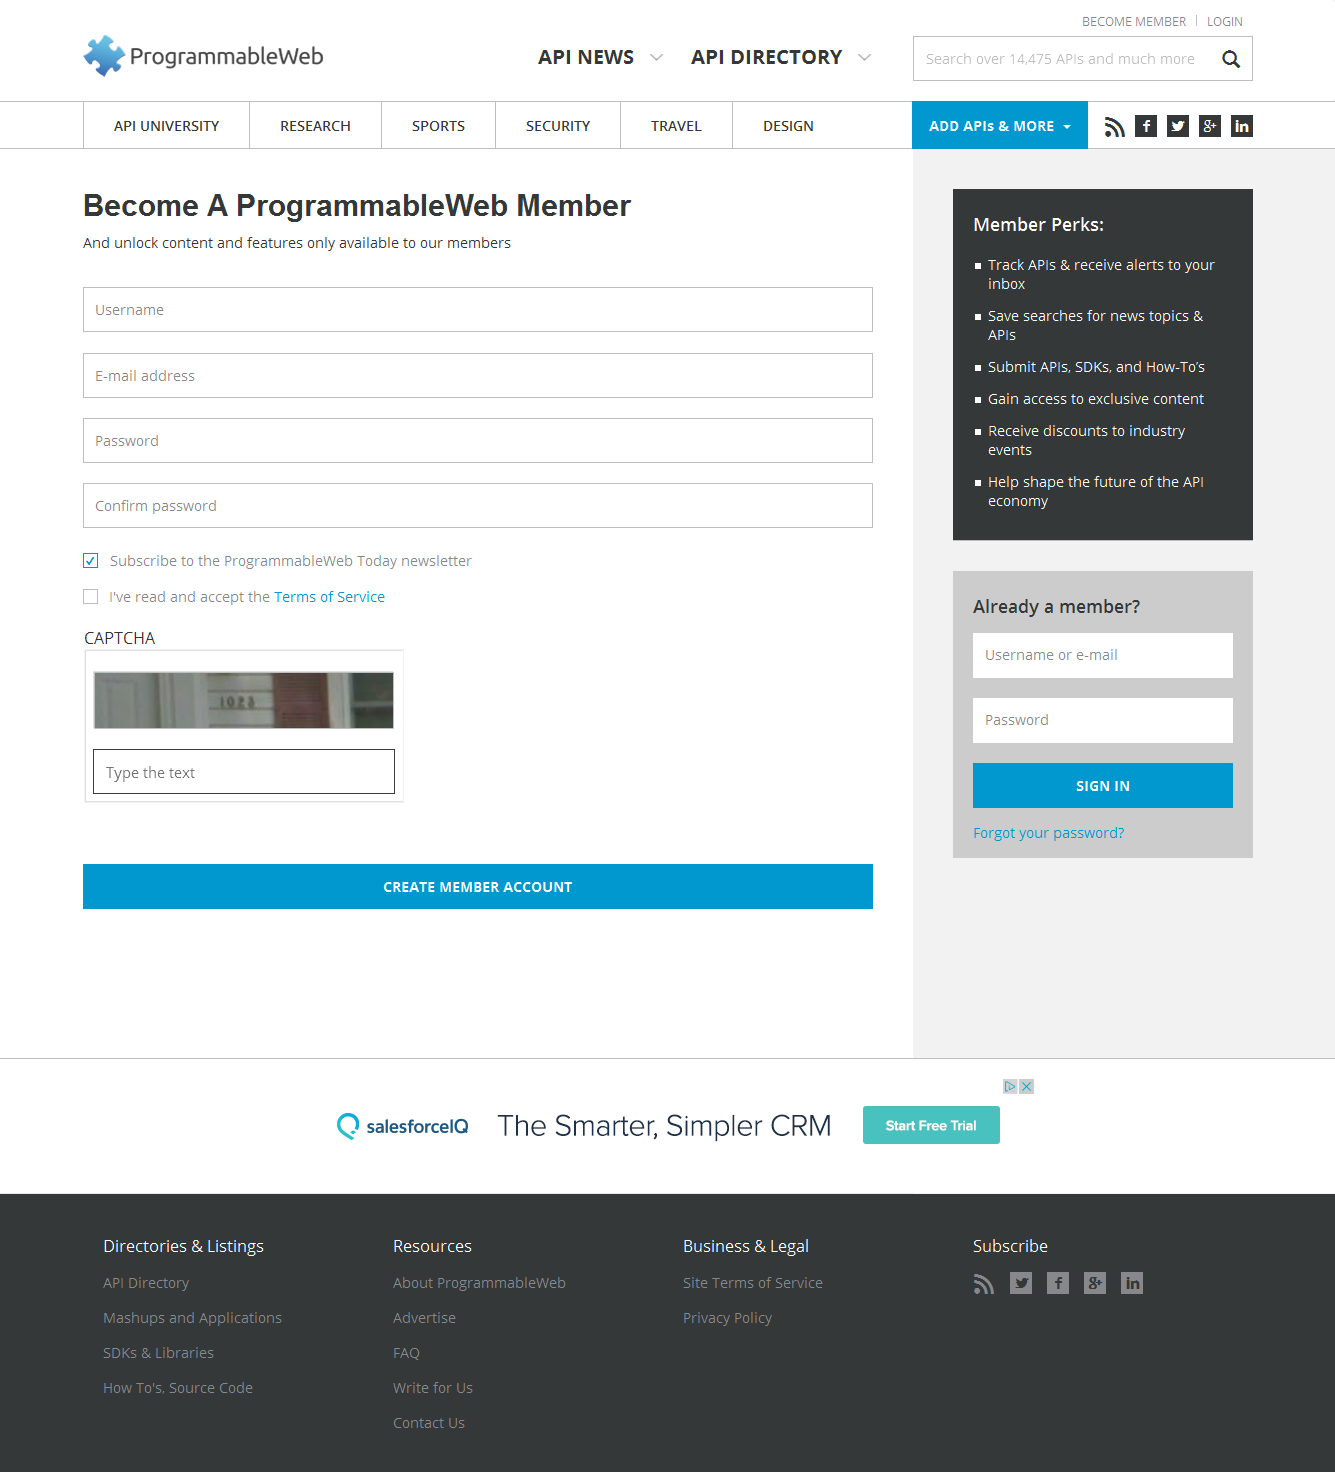 BECOME MEMBER | LOGIN
ProgrammableWeb
API NEWS
API DIRECTORY
Search over 14,475 APIs and much more
API UNIVERSITY
RESEARCH
SPORTS
SECURITY
TRAVEL
DESIGN
ADD APIs & MORE
Become A ProgrammableWeb Member
And unlock content and features only available to our members
Username
E-mail address
Password
Confirm password
Subscribe to the ProgrammableWeb Today newsletter
I've read and accept the Terms of Service
CAPTCHA
1023
Type the text
CREATE MEMBER ACCOUNT
Member Perks:
Track APIs & receive alerts to your
inbox
Save searches for news topics &
APIs
Submit APIs, SDKs, and How-To's
Gain access to exclusive content
Receive discounts to industry
events
Help shape the future of the API
economy
Already a member?
Username or e-mail
Password
SIGN IN
Forgot your password?
salesforceIQ
The Smarter, Simpler CRM
Start Free Trial
Directories & Listings
API Directory
Mashups and Applications
SDKs & Libraries
How To's, Source Code
Resources
About ProgrammableWeb
Advertise
FAQ
Write for Us
Contact Us
Business & Legal
Site Terms of Service
Privacy Policy
Subscribe